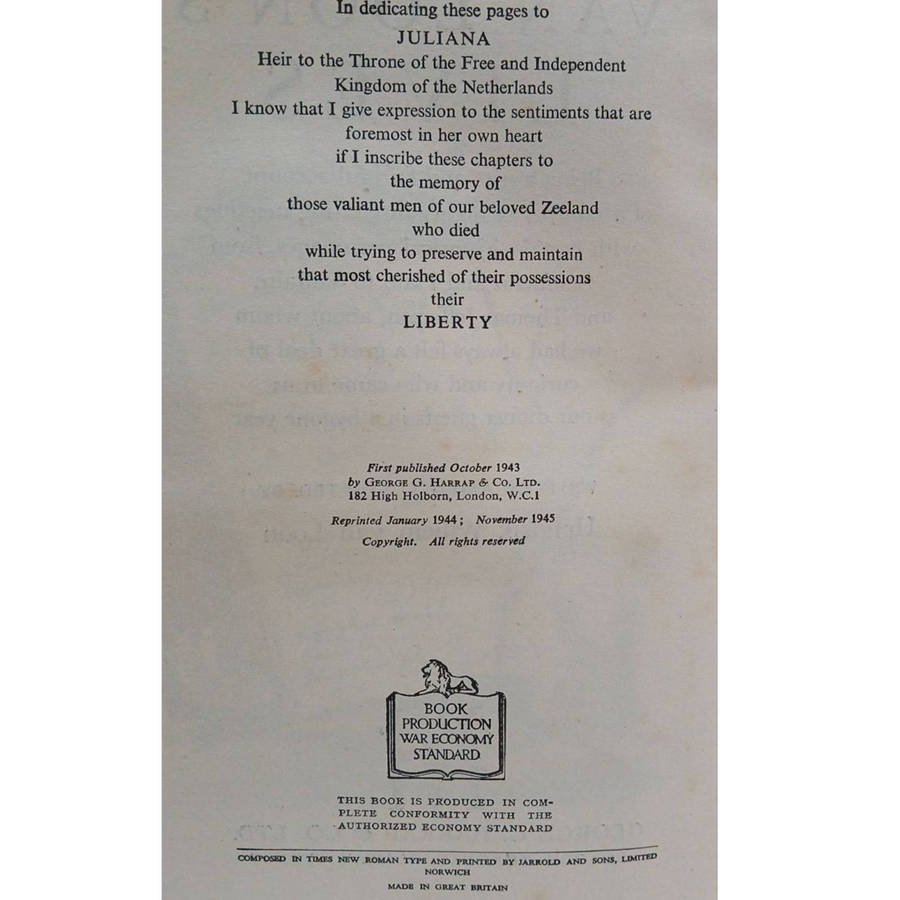 In dedicating these pages to
JULIANA
Heir to the Throne of the Free and Independent
Kingdom of the Netherlands
I know that I give expression to the sentiments that are
foremost in her own heart
if I inscribe these chapters to
the memory of
those valiant men of our beloved Zeeland
who died
while trying to preserve and maintain
that most cherished of their possessions
their
LIBERTY
First published October 1943
by GEORGE G. HARRAP & CO. LTD.
182 High Holborn, London, W.C.1
Reprinted January 1944; November 1945
Copyright. All rights reserved
BOOK
PRODUCTION
WAR ECONOMY
STANDARD
THIS BOOK IS PRODUCED IN COM-
PLETE CONFORMITY WITH THE
AUTHORIZED ECONOMY STANDARD
COMPOSED IN TIMES NEW ROMAN TYPE AND PRINTED BY JARROLD AND SONS, LIMITED
NORWICH
MADE IN GREAT BRITAIN